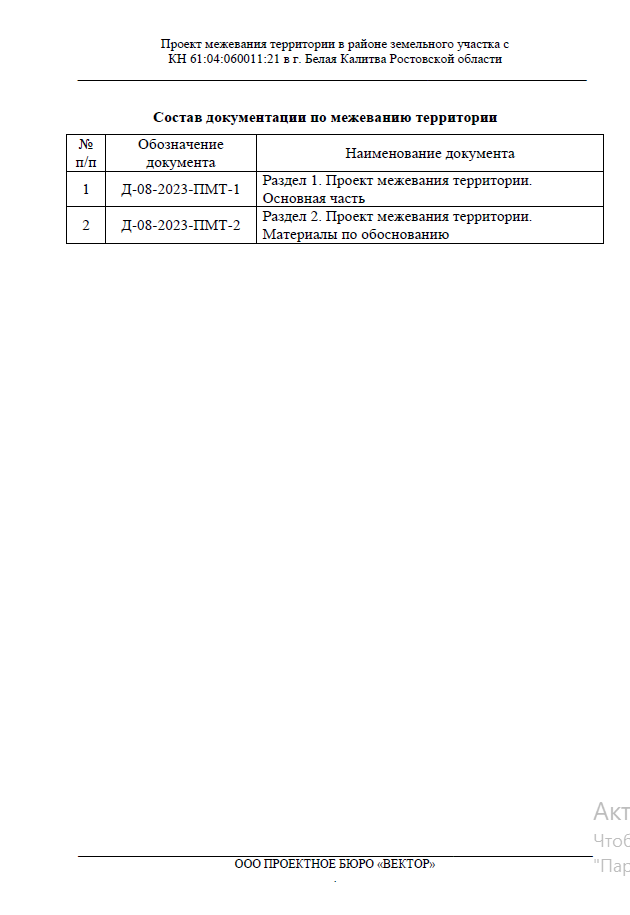 Проект межевания территории в районе земельного участка с
КН 61:04:060011:21 в г. Белая Калитва Ростовской области
Состав документации по межеванию территории
№ п/п
Обозначение документа
Наименование документа
1
Д-08-2023-ПМТ-1
Раздел 1. Проект межевания территории.
Основная часть
2
Д-08-2023-ПМТ-2
Раздел 2. Проект межевания территории.
Материалы по обоснованию
Акт
Чтоб
"Пар
ООО ПРОЕКТНОЕ БЮРО «ВЕКТОР»
.